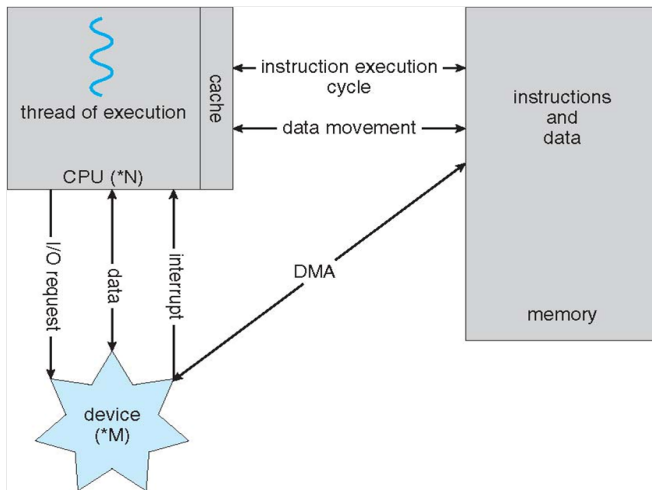 thread of execution
cache
CPU (*N)
instruction execution
cycle
data movement
instructions
and
data
memory
I/O request
data
interrupt
DMA
device
(*M)